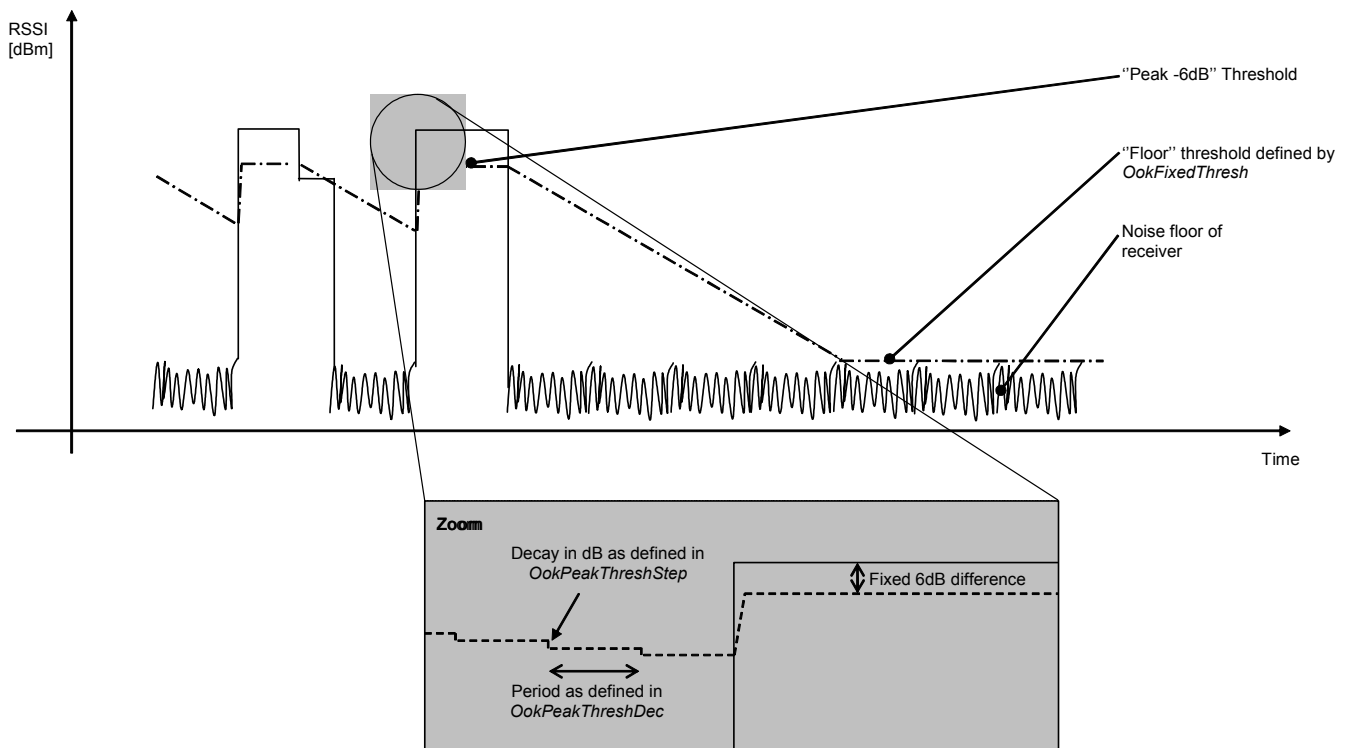 RSSI
[dBm]
‘’Peak -6dB’’ Threshold
‘’Floor’’ threshold defined by
OokFixedThresh
Noise floor of
receiver
Time
Zoom
Decay in dB as defined in
OokPeakThreshStep
Fixed 6dB difference
Period as defined in
OokPeakThreshDec